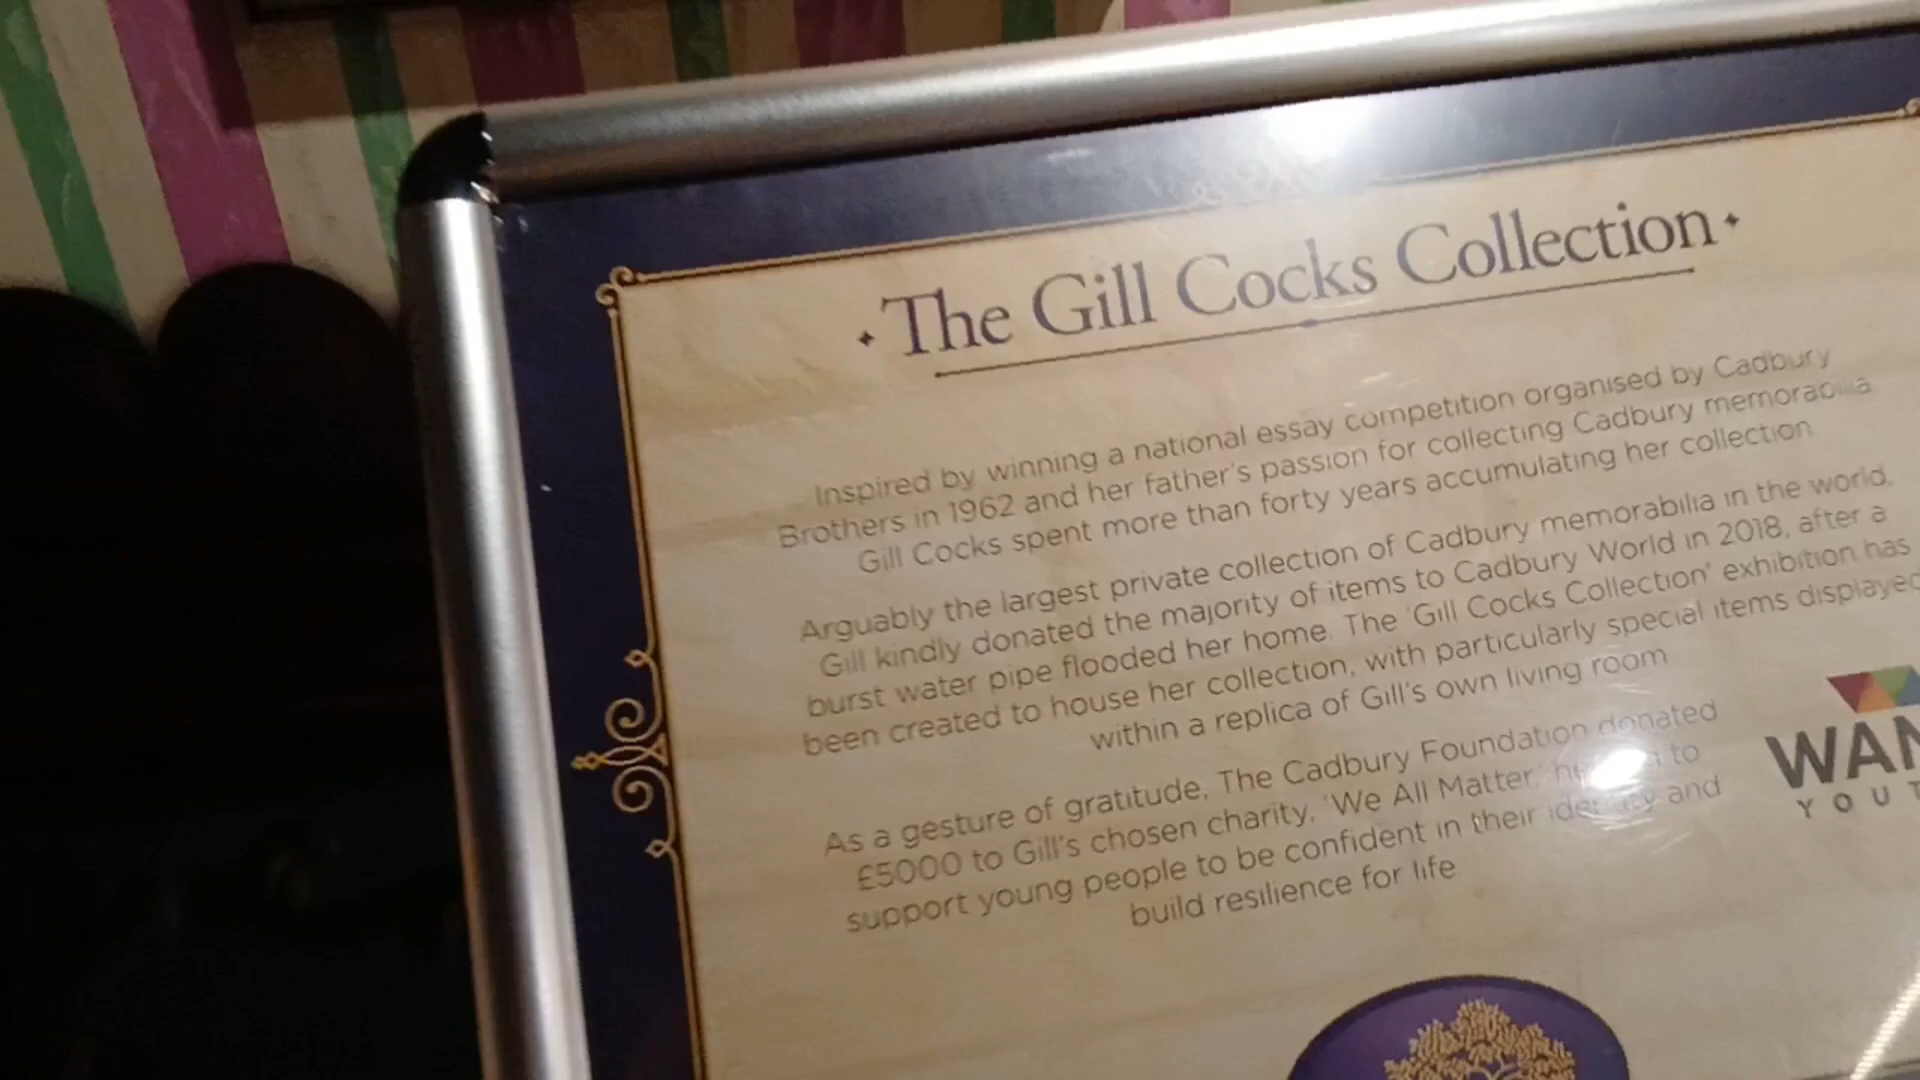 The Gill Cocks Collection
Inspired by winning a national essay competition organised by Cadbury
Brothers in 1962 and her father's passion for collecting Cadbury memorabilia
Gill Cocks spent more than forty years accumulating her collection
Arguably the largest private collection of Cadbury memorabilia in the world,
Gill kindly donated the majority of items to Cadbury World in 2018, after a
burst water pipe flooded her home. The 'Gill Cocks Collection' exhibition has
been created to house her collection, with particularly special items displayed
within a replica of Gill's own living room
As a gesture of gratitude, The Cadbury Foundation donated
£5000 to Gill's chosen charity, 'We All Matter,' to
support young people to be confident in their identity and
build resilience for life